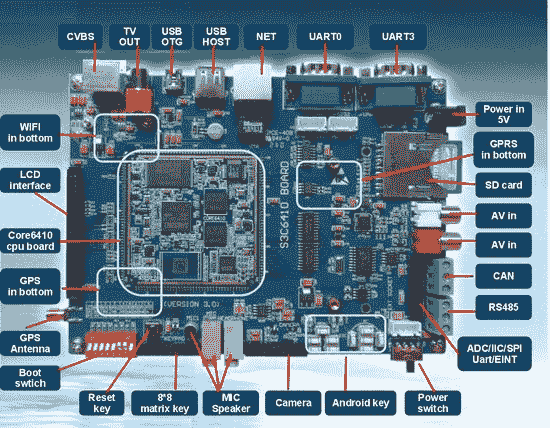 CVBS
TV
OUT
USB
OTG
USB
HOST
NET
UART0
UART3
WIFI
in bottom
LCD
interface
Core6410
cpu board
GPS
in bottom
GPS
Antenna
Boot
swtich
Power in
5V
GPRS
in bottom
SD card
AV in
AV in
CAN
RS485
ADC/IIC/SPI
Uart/EINT
S3C6410 BOARD
CORE6410
(VERSION 3.0)
Reset
key
8*8
matrix key
MIC
Speaker
Camera
Android key
Power
switch